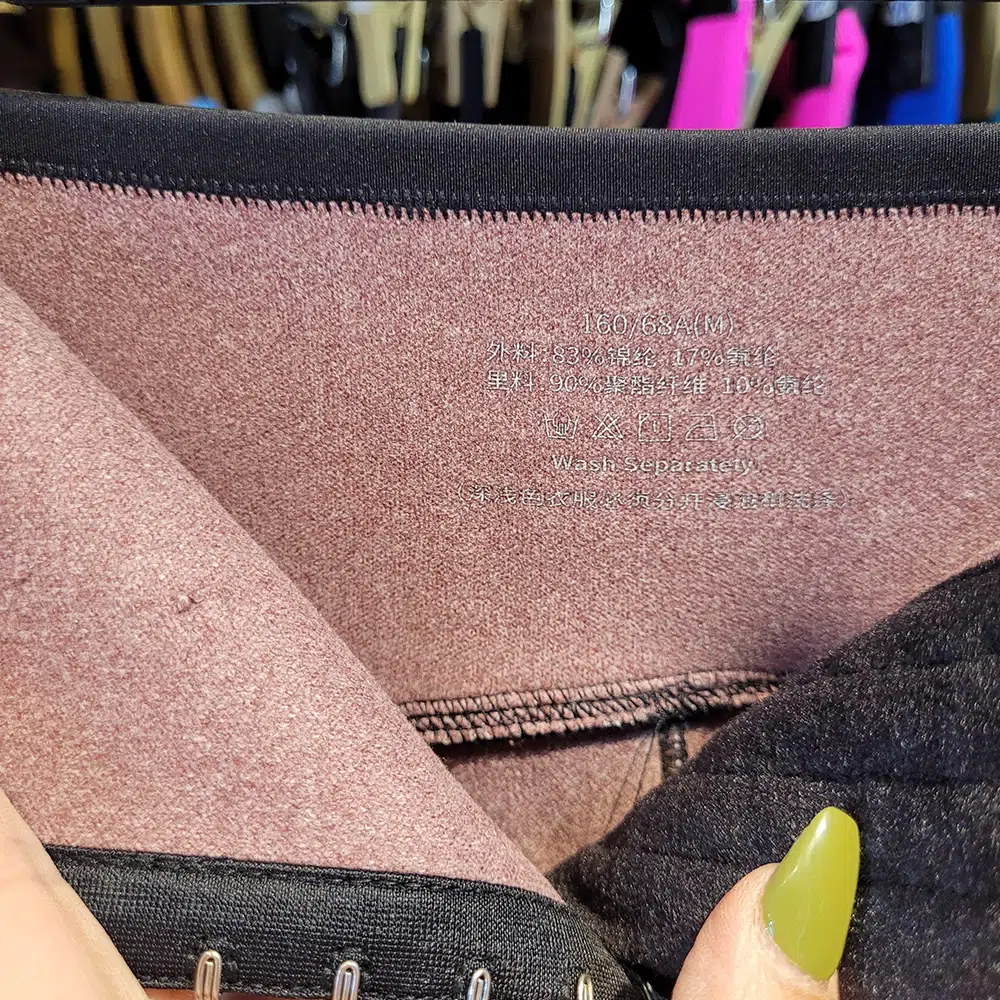 160/68A(M)
外料:83%锦纶 17%氨纶
里料:90%聚酯纤维 10%氨纶
Wash Separately
(深浅色衣服必须分开浸泡和洗涤)